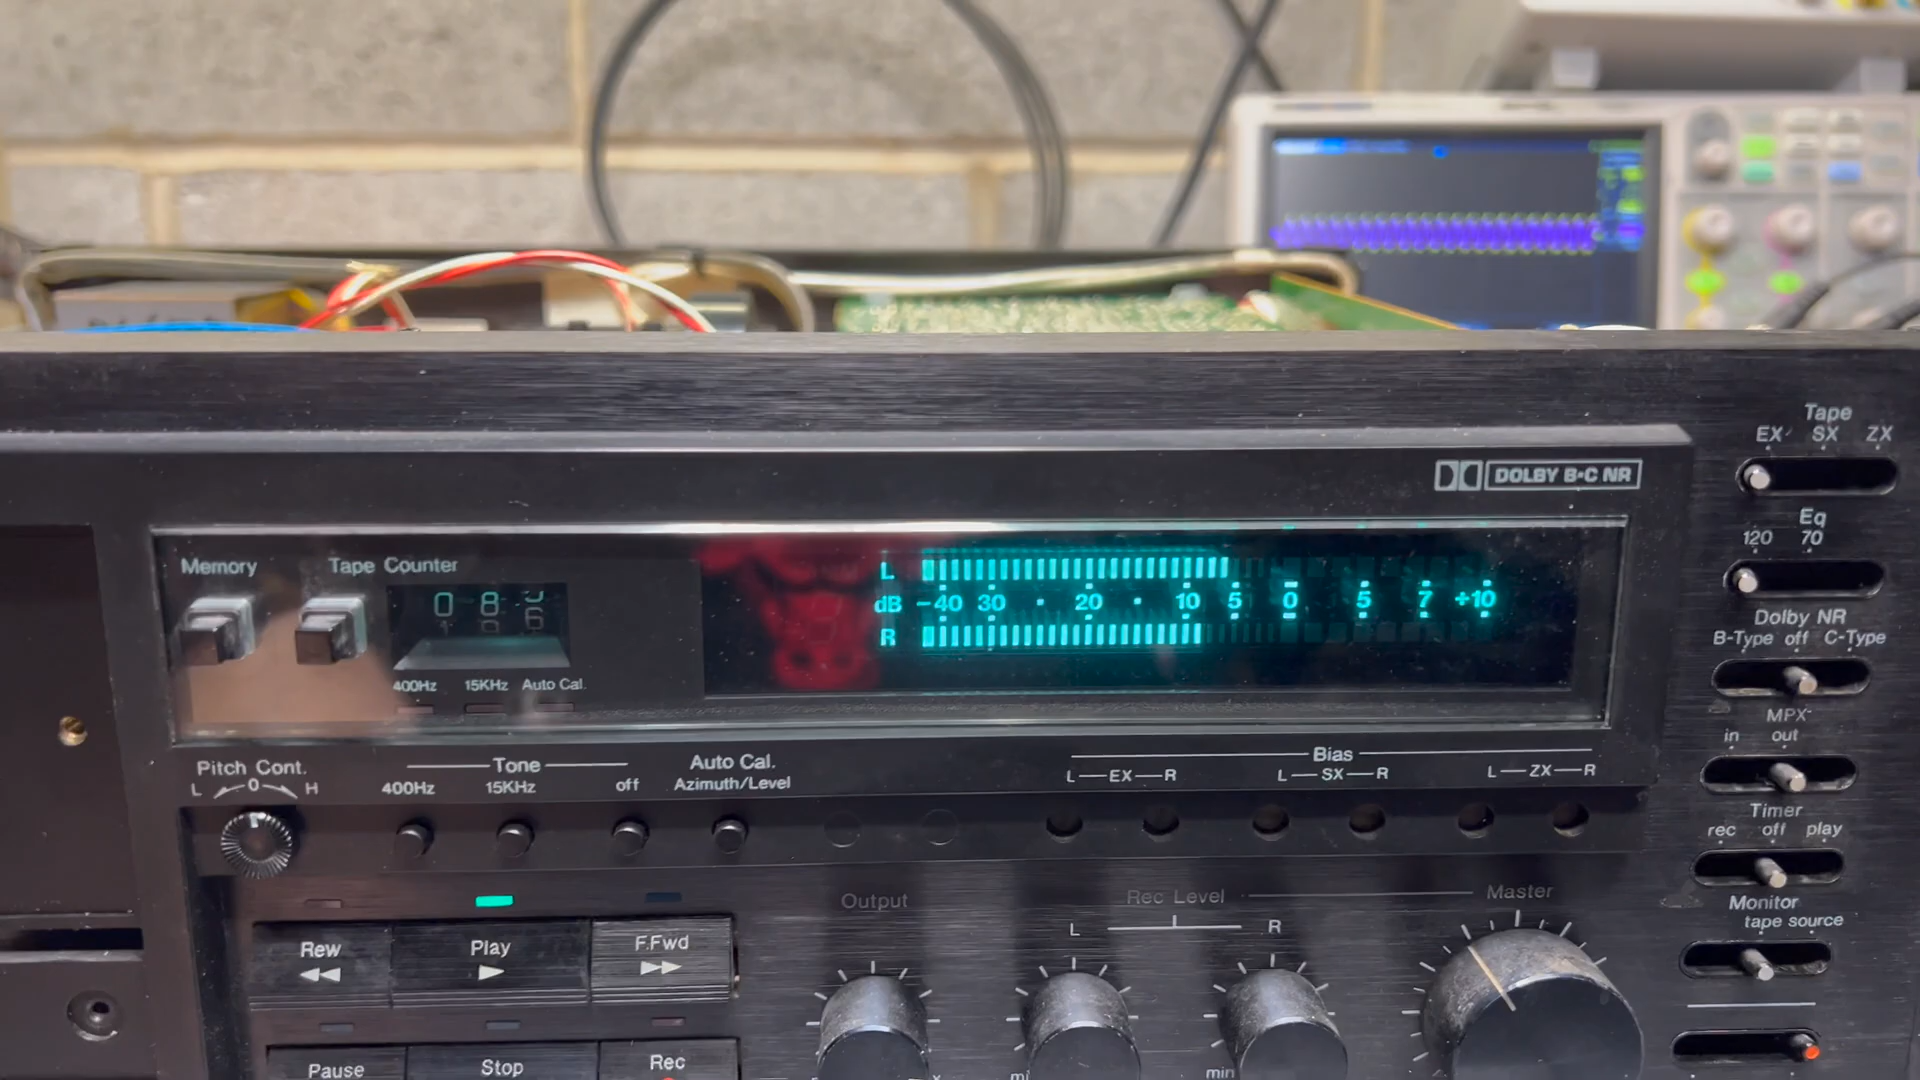 Tape
EX SX ZX
DOLBY B•C NR
Eq
120 70
Memory
Tape Counter
L
0 8
dB -40 30 • 20 • 10 5 0 5 7 +10
R
Dolby NR
B-Type off C-Type
400Hz 15KHz Auto Cal.
MPX
in out
Pitch Cont.
L 0 H
Tone
400Hz 15KHz off
Auto Cal.
Azimuth/Level
Bias
L—EX—R L—SX—R L—ZX—R
Timer
rec off play
Output
Rec Level
L R
Master
Monitor
tape source
Rew
Play
F.Fwd
Pause
Stop
Rec
min